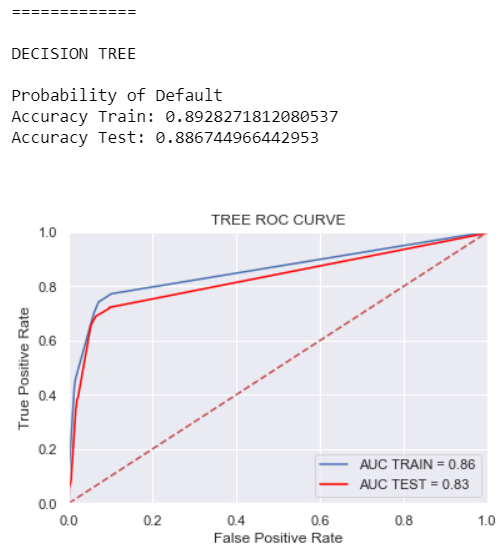 =============
DECISION TREE
Probability of Default
Accuracy Train: 0.8928271812080537
Accuracy Test: 0.886744966442953
TREE ROC CURVE
1.0
0.8
0.6
0.4
0.2
0.0
True Positive Rate
AUC TRAIN = 0.86
AUC TEST = 0.83
0.0 0.2 0.4 0.6 0.8 1.0
False Positive Rate